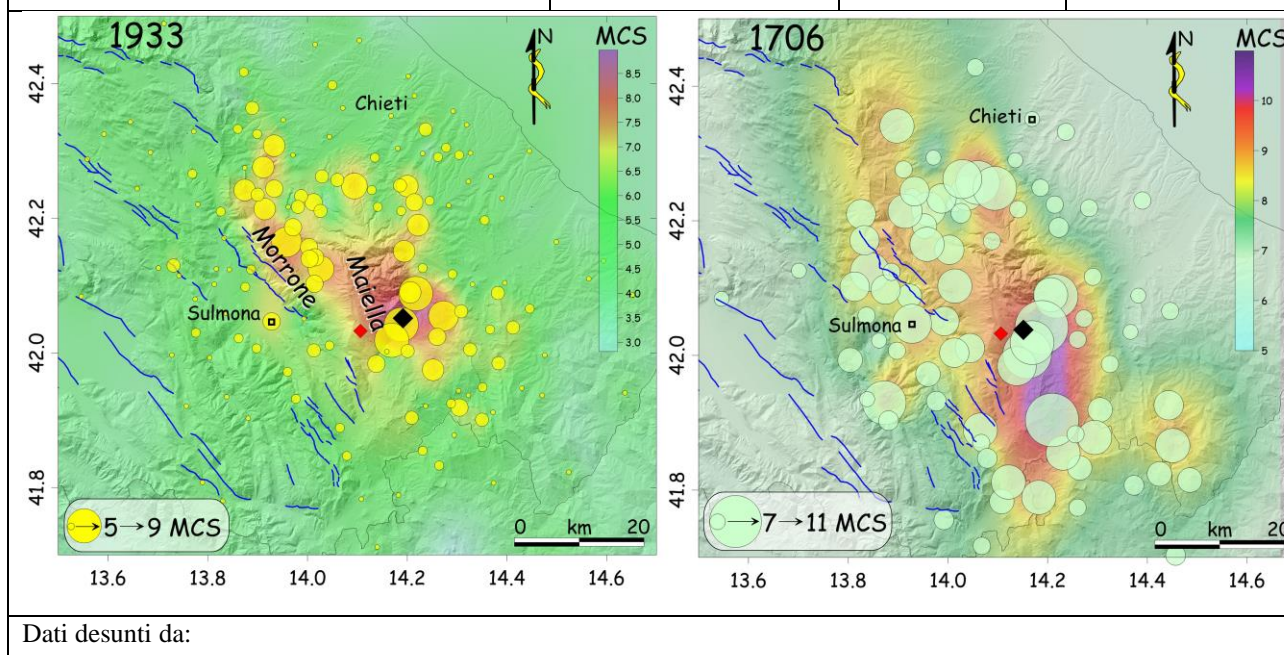 1933
MCS
N
8.5
8.0
7.5
7.0
6.5
6.0
5.5
5.0
4.5
4.0
3.5
3.0
Chieti
Morrone
Maiella
Sulmona
42.4
42.2
42.0
41.8
5→9 MCS
0 km 20
13.6 13.8 14.0 14.2 14.4 14.6
1706
MCS
N
10
9
8
7
6
5
Chieti
Sulmona
42.4
42.2
42.0
41.8
7→11 MCS
0 km 20
13.6 13.8 14.0 14.2 14.4 14.6
Dati desunti da: